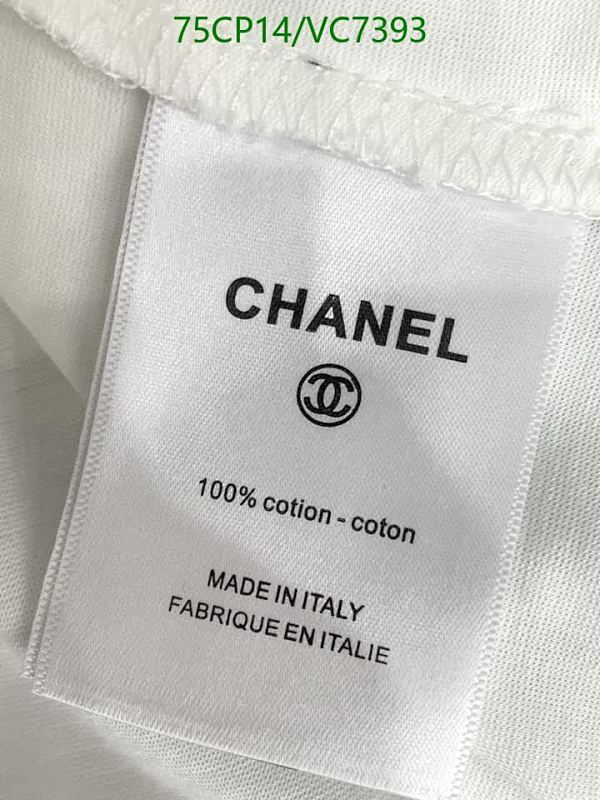 75CP14/VC7393
CHANEL
100% cotion - coton
MADE IN ITALY
FABRIQUE EN ITALIE